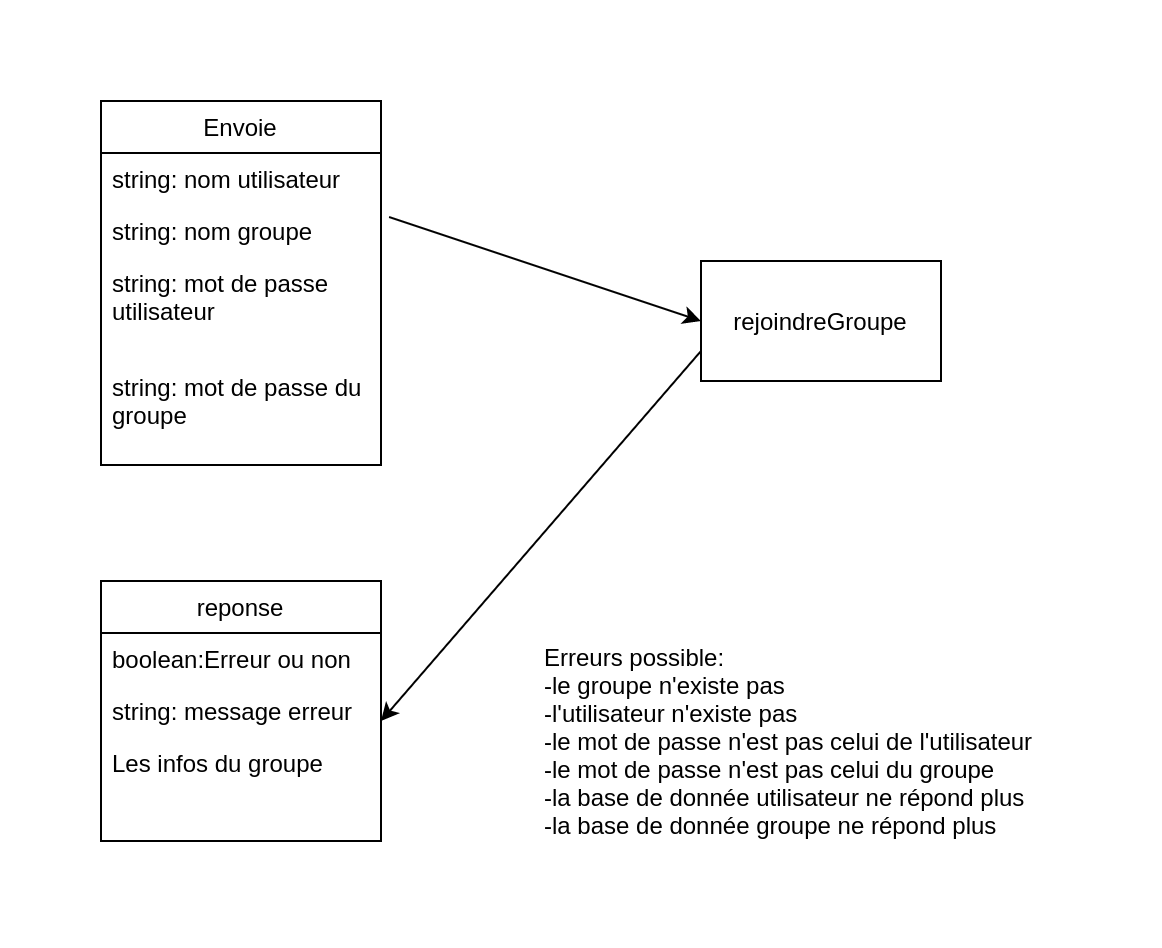 Envoie
string: nom utilisateur
string: nom groupe
string: mot de passe
utilisateur
string: mot de passe du
groupe
rejoindreGroupe
reponse
boolean:Erreur ou non
string: message erreur
Les infos du groupe
Erreurs possible:
-le groupe n'existe pas
-l'utilisateur n'existe pas
-le mot de passe n'est pas celui de l'utilisateur
-le mot de passe n'est pas celui du groupe
-la base de donnée utilisateur ne répond plus
-la base de donnée groupe ne répond plus